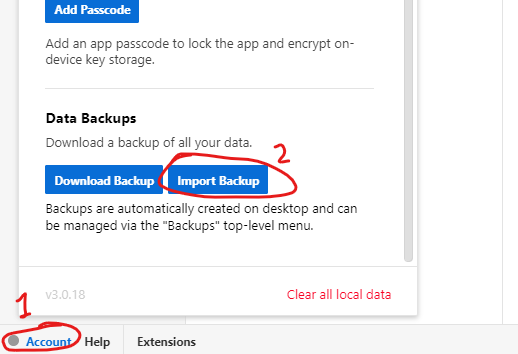 Add Passcode
Add an app passcode to lock the app and encrypt on-
device key storage.
Data Backups
Download a backup of all your data.
2
Download Backup Import Backup
Backups are automatically created on desktop and can
be managed via the "Backups" top-level menu.
v3.0.18 Clear all local data
1
Account Help Extensions